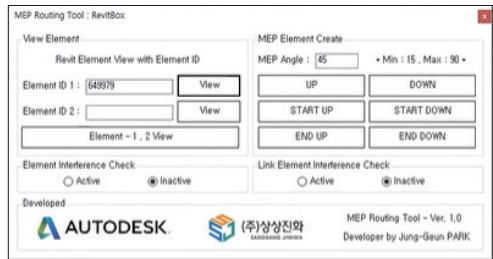 MEP Routing Tool : RevitBox
x
View Element
Revit Element View with Element ID
Element ID 1 : 649979 View
Element ID 2 : View
Element - 1 , 2 View
MEP Element Create
MEP Angle : 45 * Min : 15 , Max : 90 *
UP DOWN
START UP START DOWN
END UP END DOWN
Element Interference Check
Active Inactive
Link Element Interference Check
Active Inactive
Developed
AUTODESK.
(주)상상진화
SANGSANG JINHWA
MEP Routing Tool - Ver, 1,0
Developer by Jung-Geun PARK